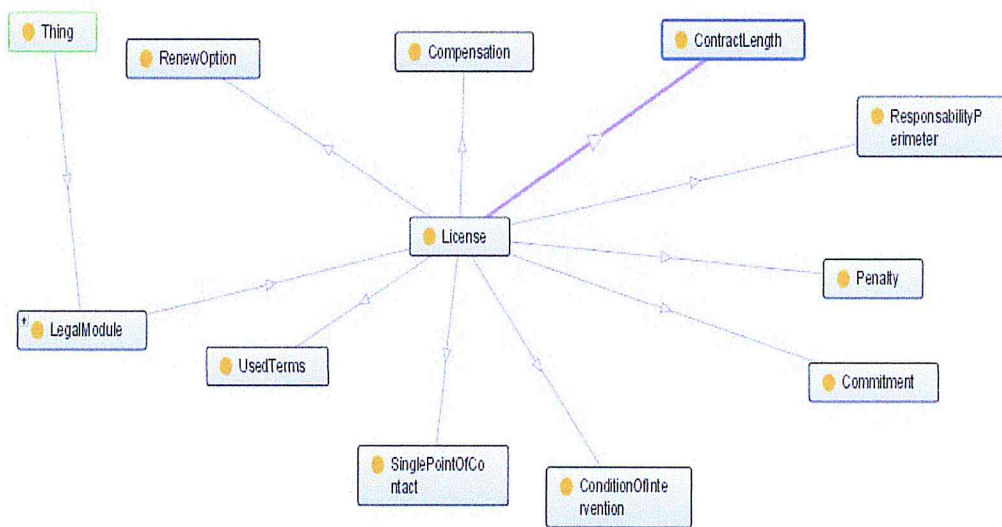 Thing
RenewOption
Compensation
ContractLength
ResponsabilityP
erimeter
License
Penalty
LegalModule
UsedTerms
Commitment
SinglePointOfCo
ntact
ConditionOfInte
rvention